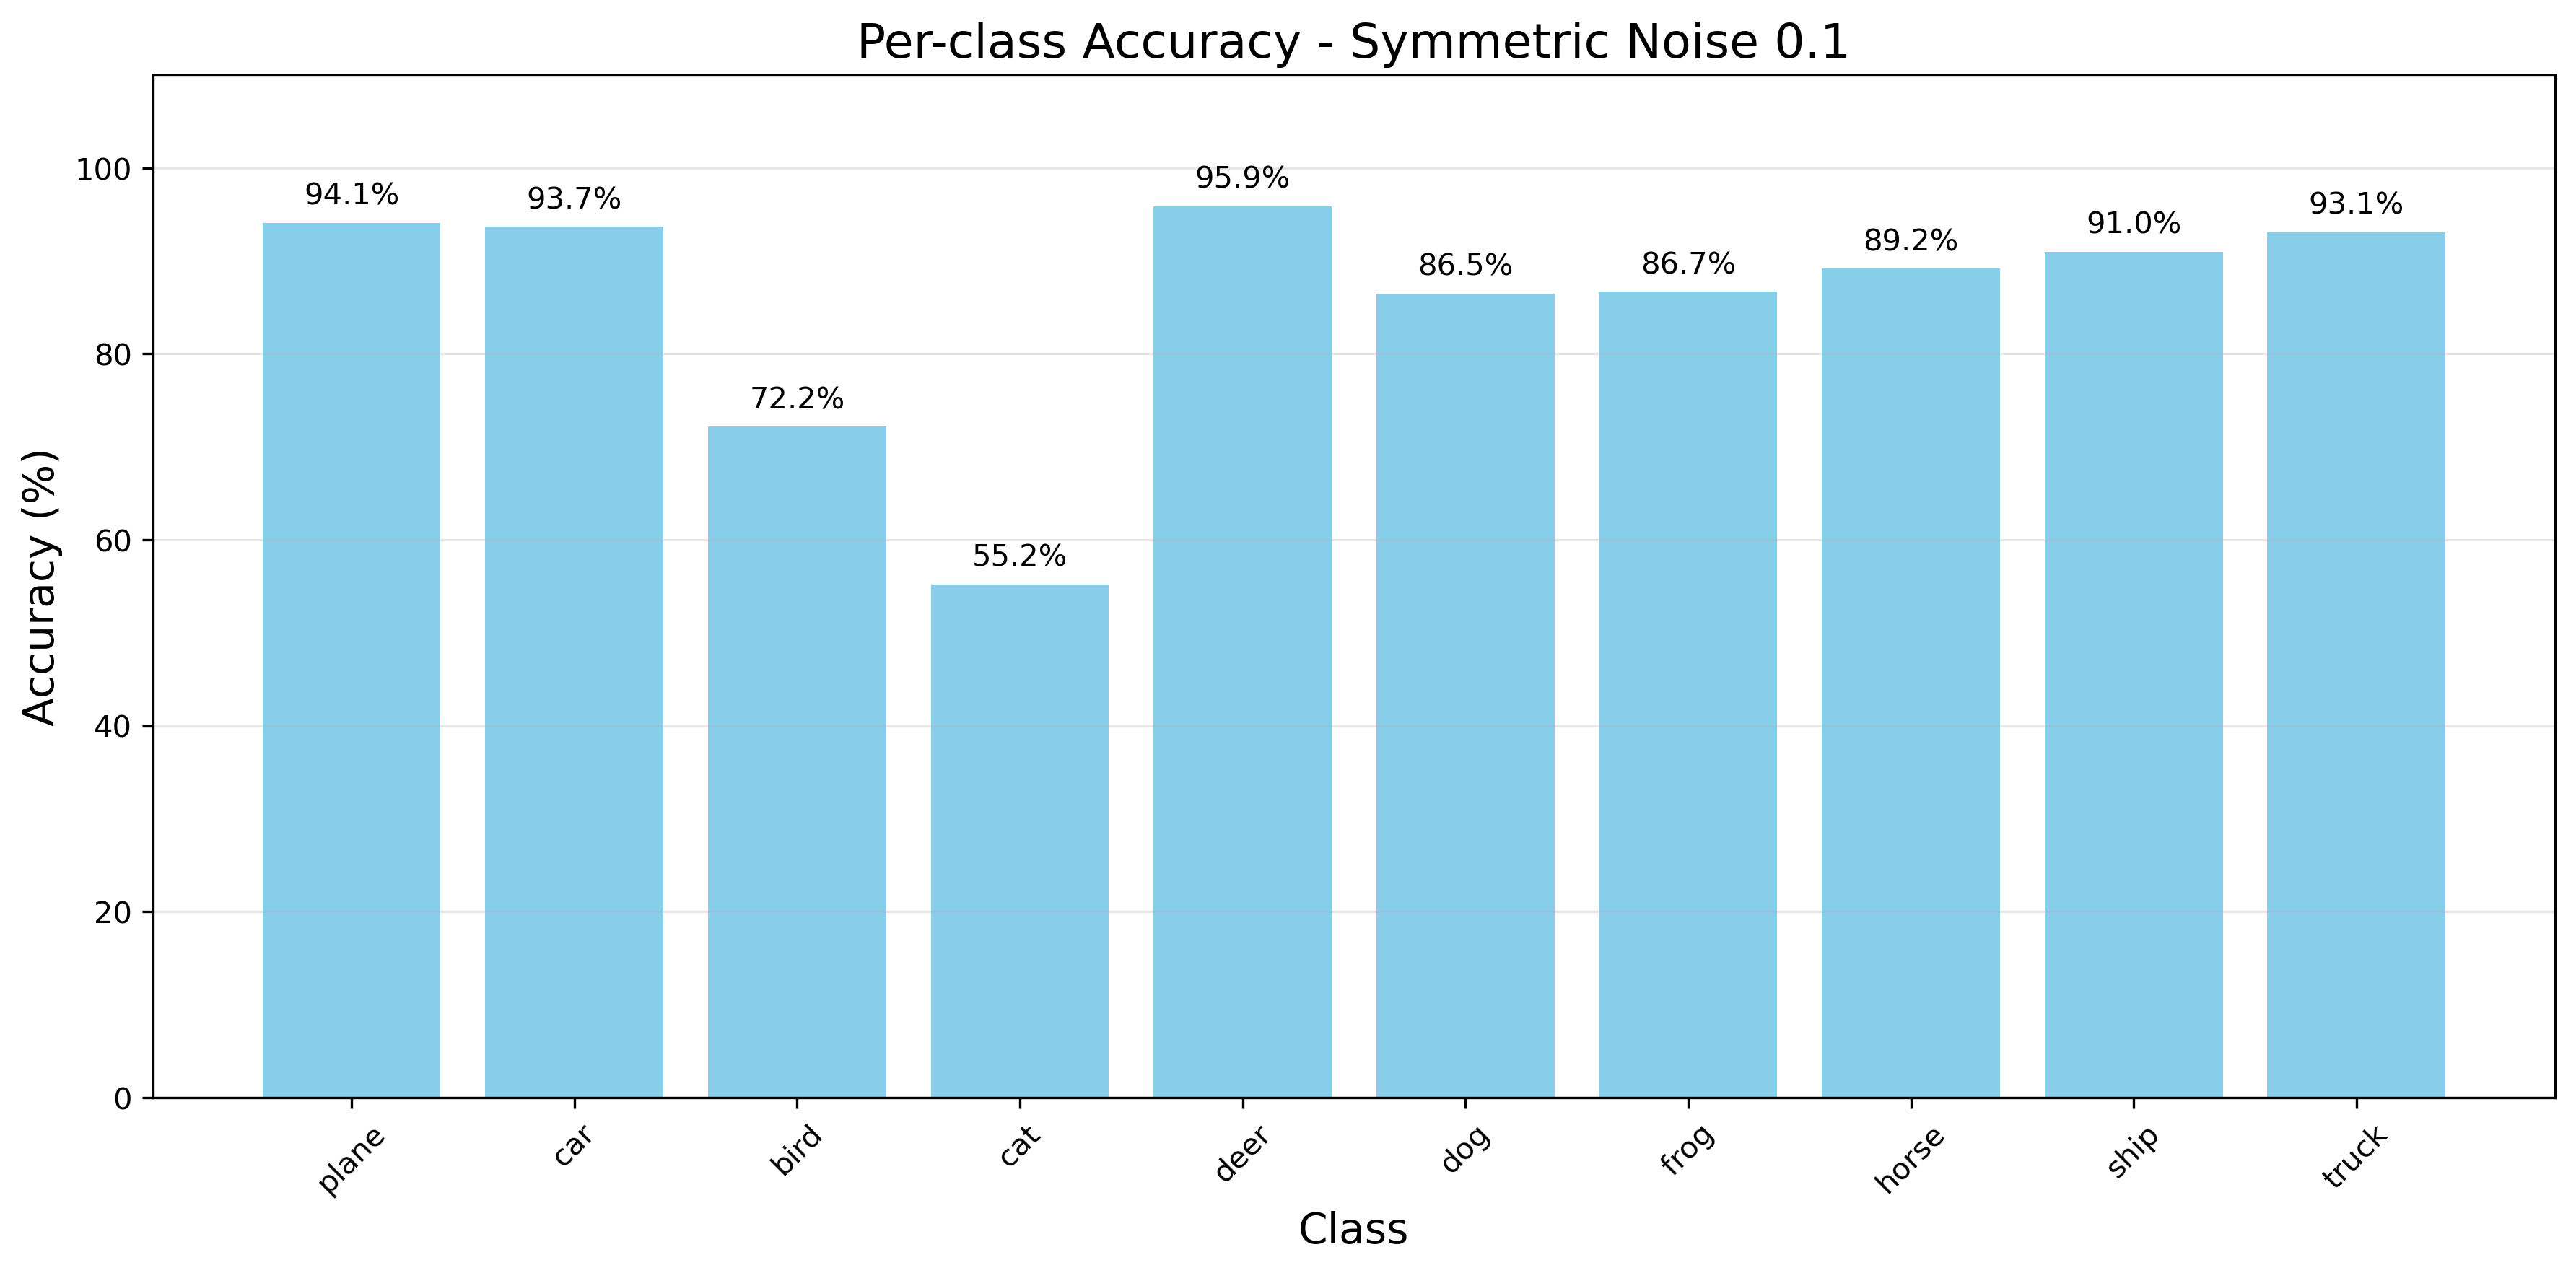 Per-class Accuracy - Symmetric Noise 0.1
Accuracy (%)
100
80
60
40
20
0
94.1%
93.7%
72.2%
55.2%
95.9%
86.5%
86.7%
89.2%
91.0%
93.1%
plane
car
bird
cat
deer
dog
frog
horse
ship
truck
Class